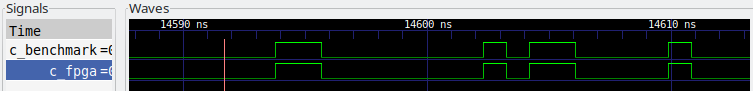 Signals
Waves
Time
14590 ns
14600 ns
14610 ns
c_benchmark=0
c_fpga=0